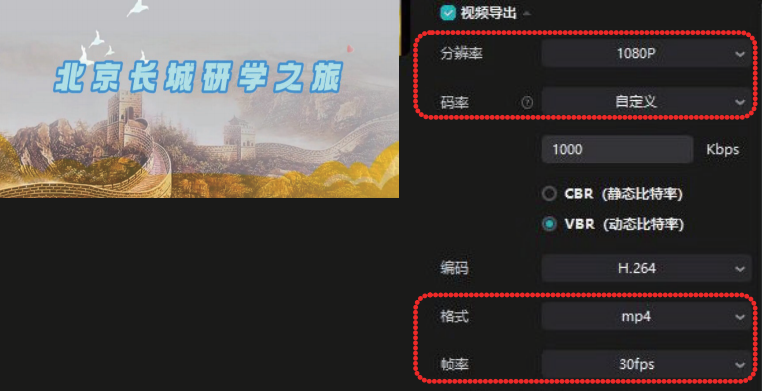 北京长城研学之旅
视频导出
分辨率 1080P
码率 ? 自定义
1000 Kbps
CBR (静态比特率)
VBR (动态比特率)
编码 H.264
格式 mp4
帧率 30fps